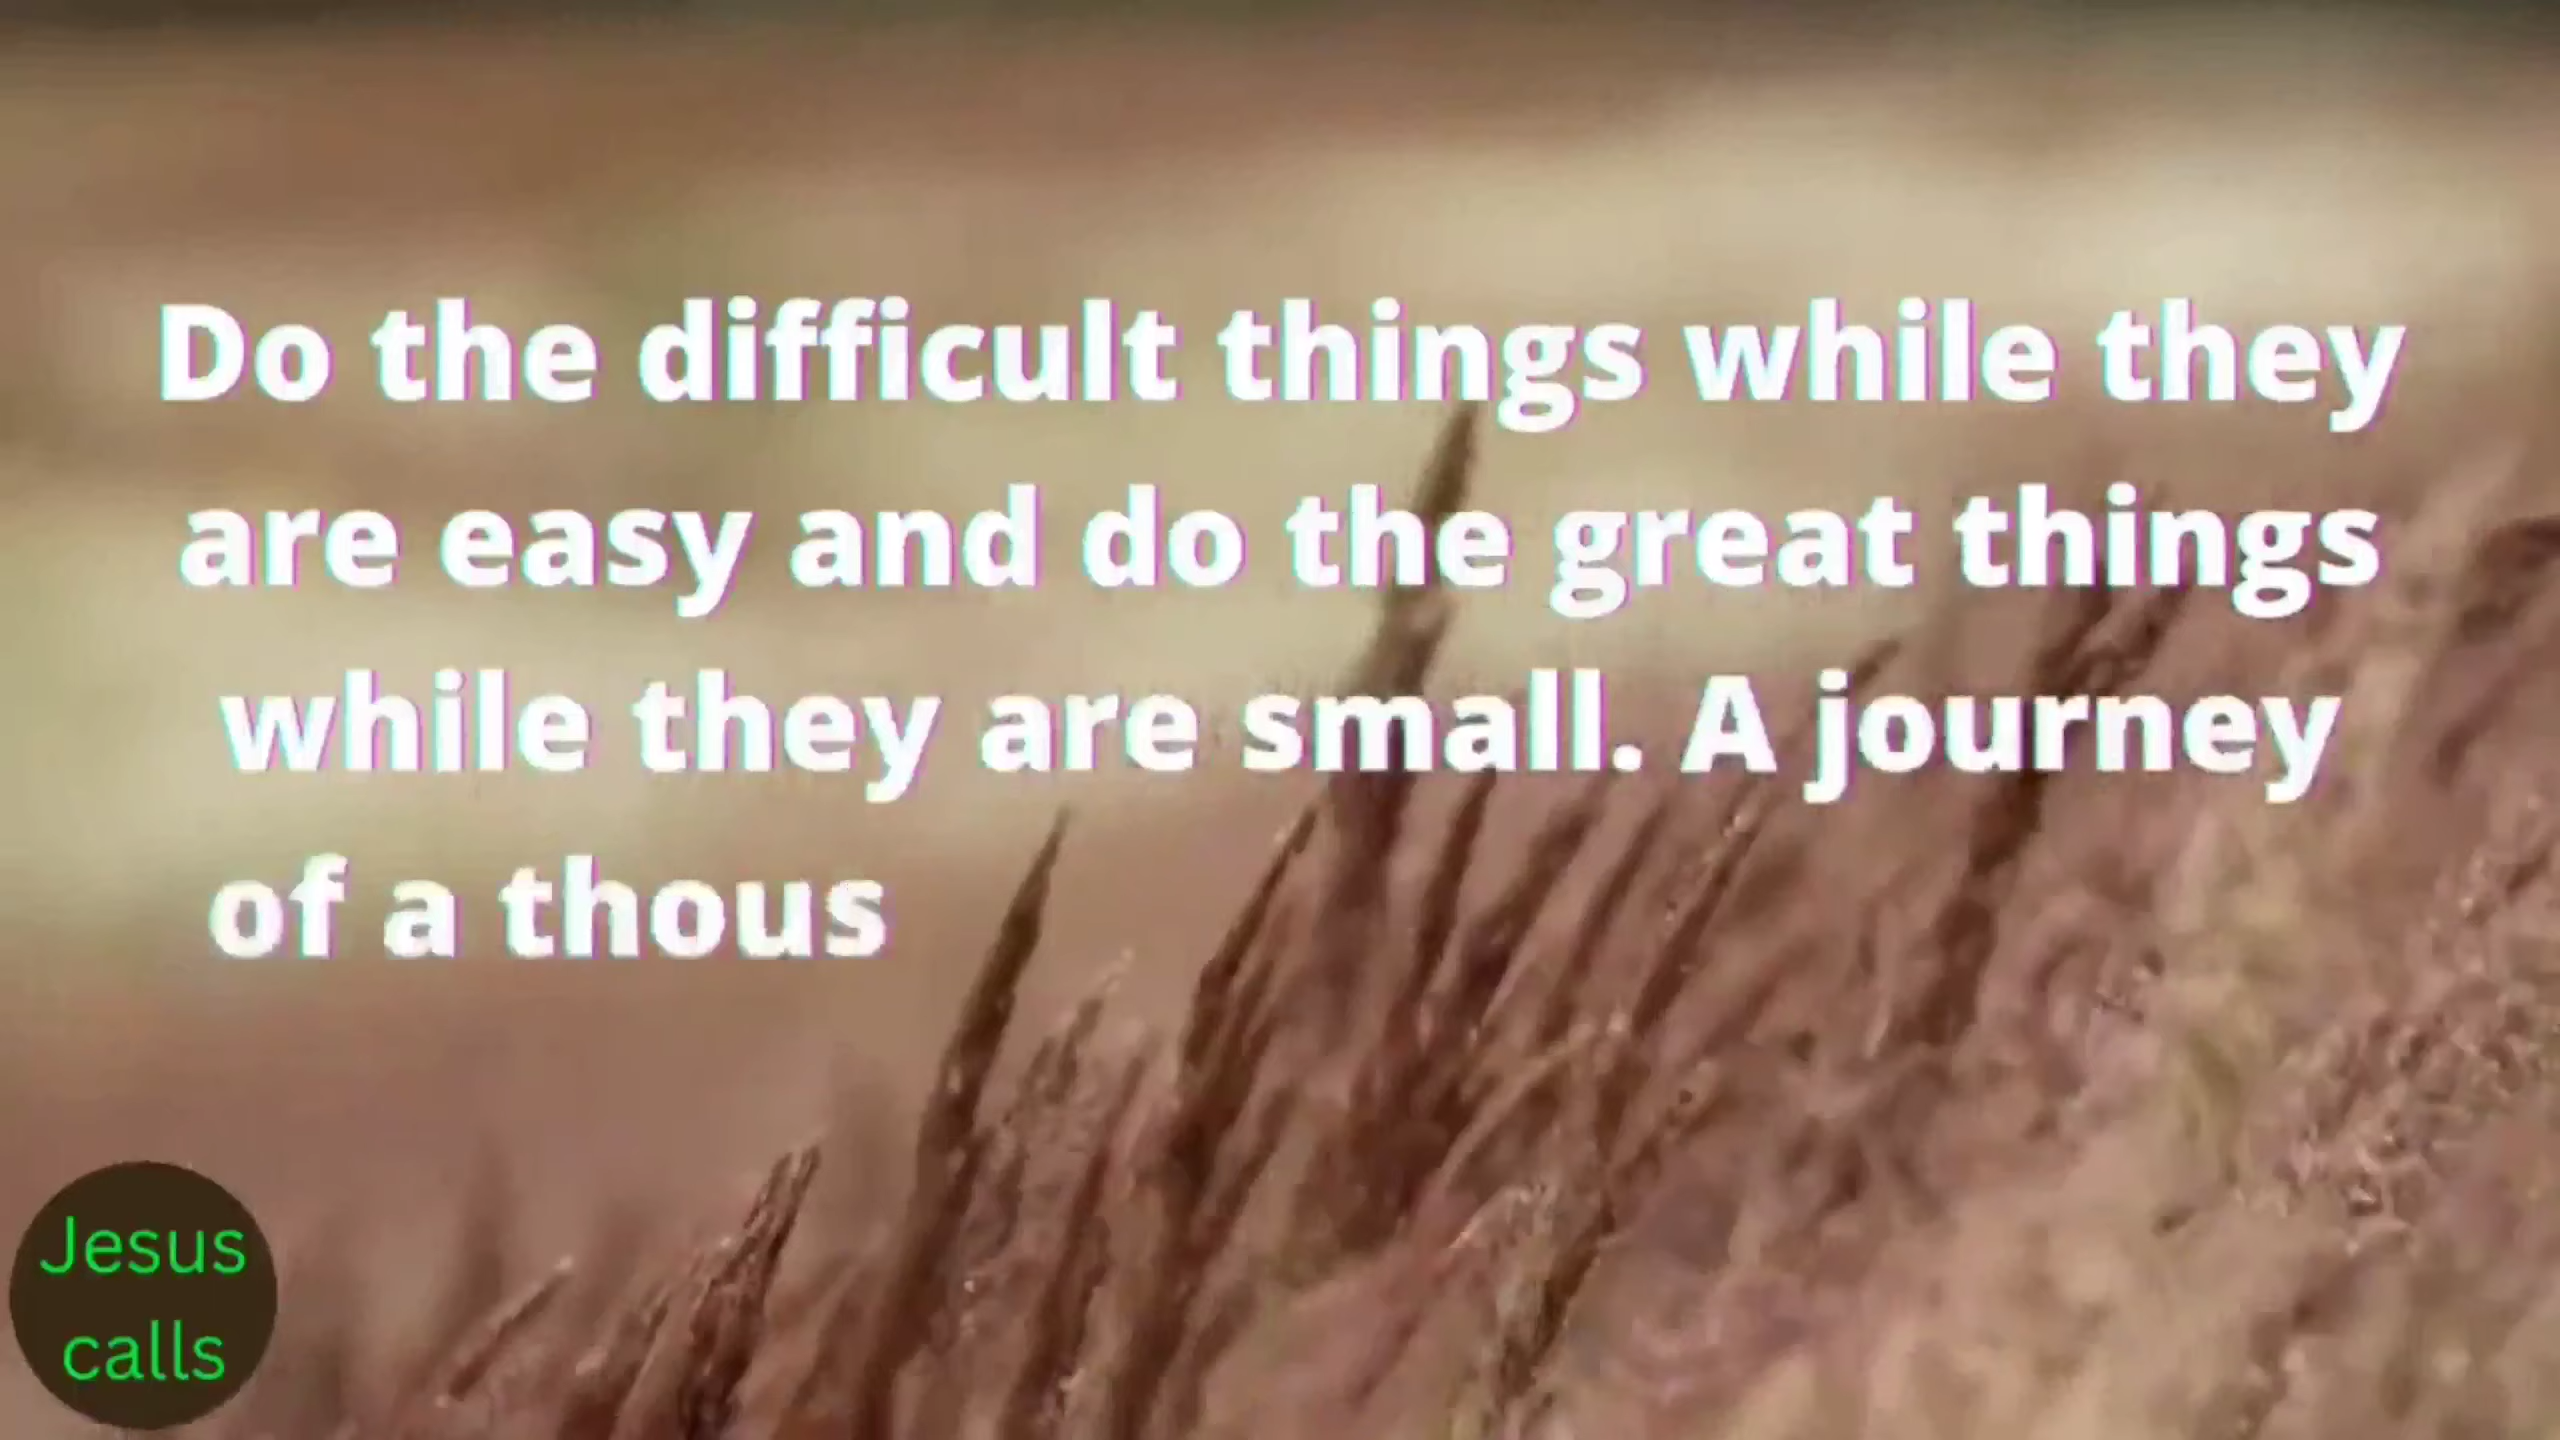 Do the difficult things while they
are easy and do the great things
while they are small. A journey
of a thous
Jesus
calls